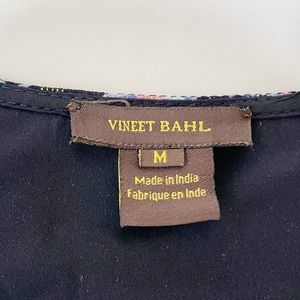 VINEET BAHL
M
Made in India
Fabrique en Inde